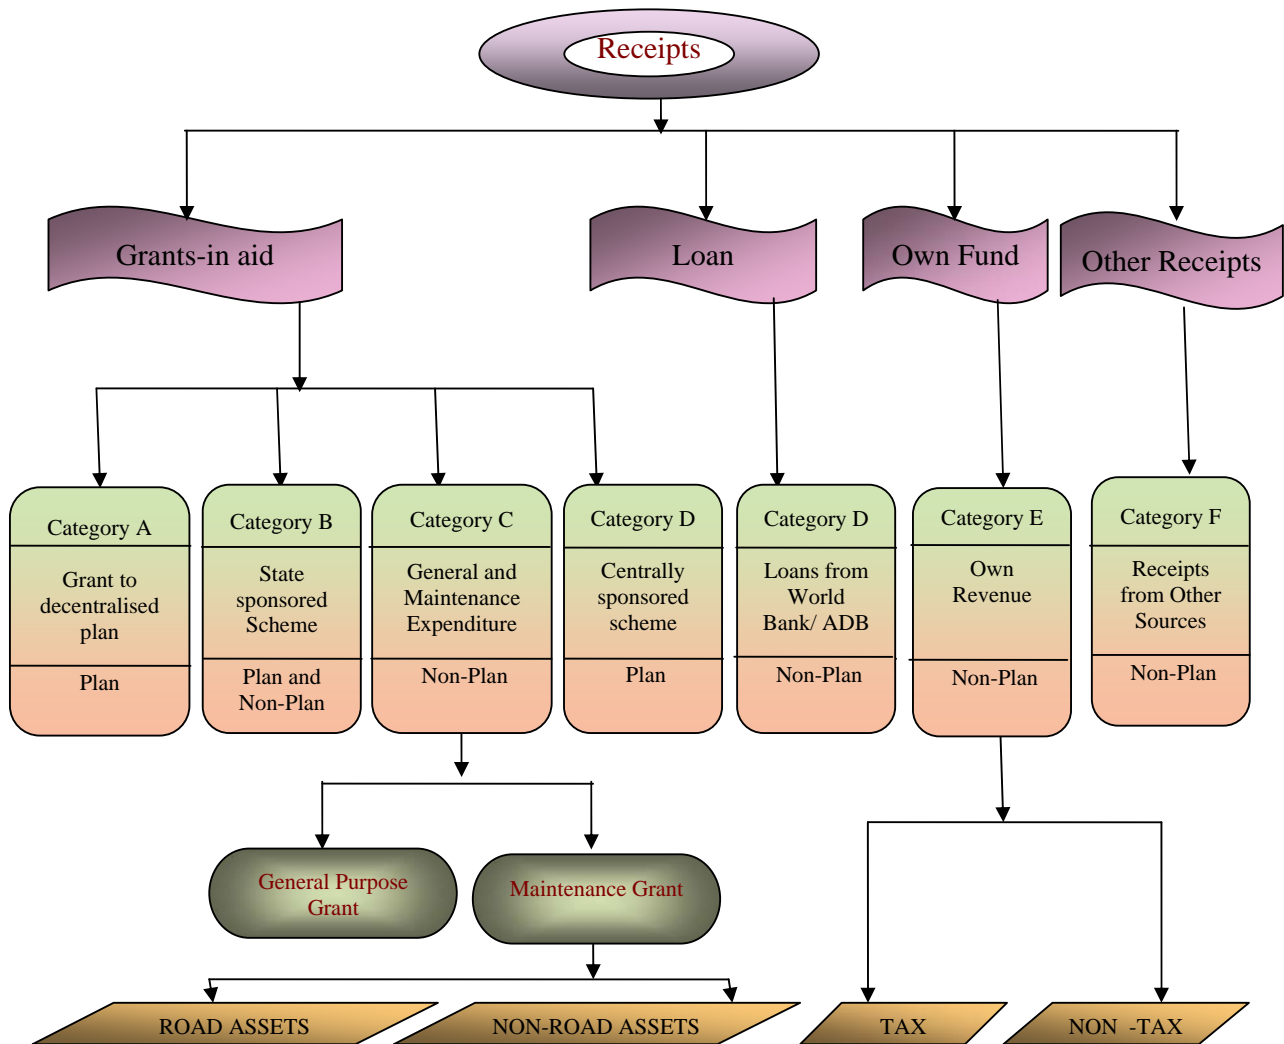 Receipts
Grants-in aid
Loan
Own Fund
Other Receipts
Category A
Grant to
decentralised
plan
Plan
Category B
State
sponsored
Scheme
Plan and
Non-Plan
Category C
General and
Maintenance
Expenditure
Non-Plan
Category D
Centrally
sponsored
scheme
Plan
Category D
Loans from
World
Bank/ ADB
Non-Plan
Category E
Own
Revenue
Non-Plan
Category F
Receipts
from Other
Sources
Non-Plan
General Purpose
Grant
Maintenance Grant
ROAD ASSETS
NON-ROAD ASSETS
TAX
NON -TAX